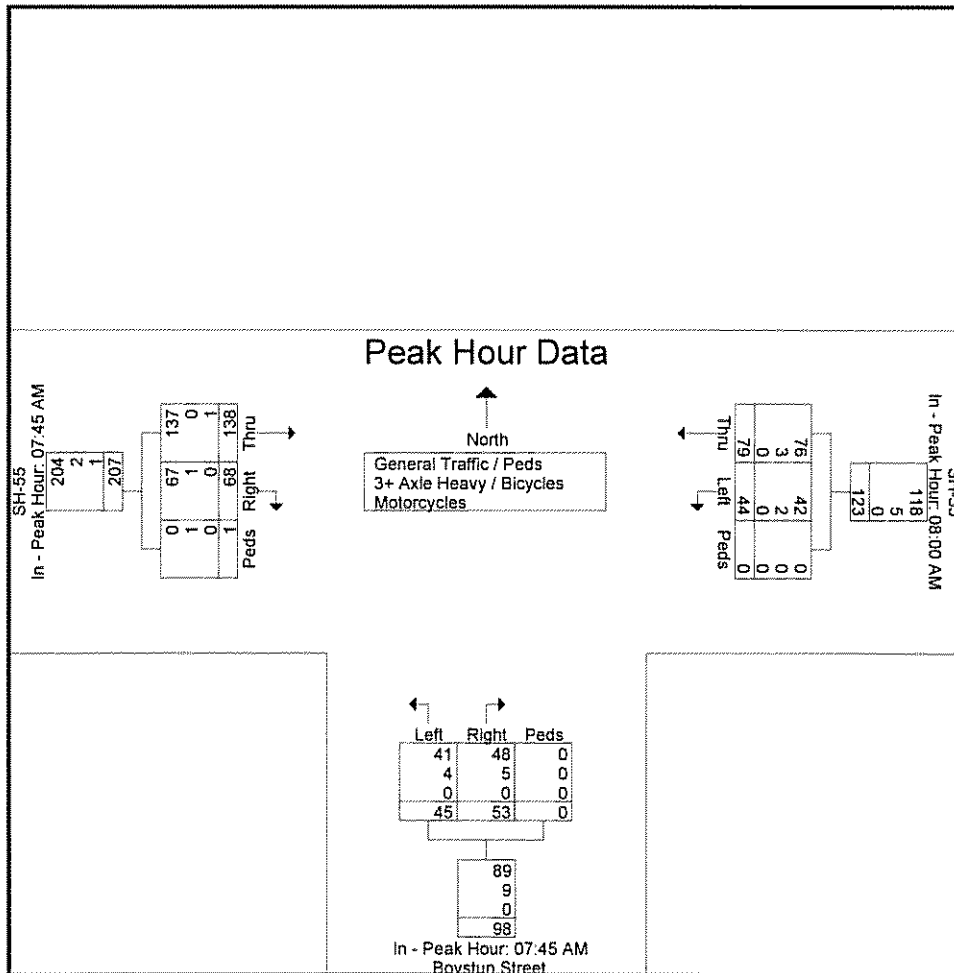 Peak Hour Data
North
General Traffic / Peds
3+ Axle Heavy / Bicycles
Motorcycles
SH-55
In - Peak Hour: 07:45 AM
204
2
1
207
137 0 1 138 Thru
67 1 0 68 Right
0 1 0 1 Peds
In - Peak Hour: 08:00 AM
118
5
0
123
Thru 79 0 3 76
Left 44 0 2 42
Peds 0 0 0 0
Left Right Peds
41 48 0
4 5 0
0 0 0
45 53 0
89
9
0
98
In - Peak Hour: 07:45 AM
Boystun Street